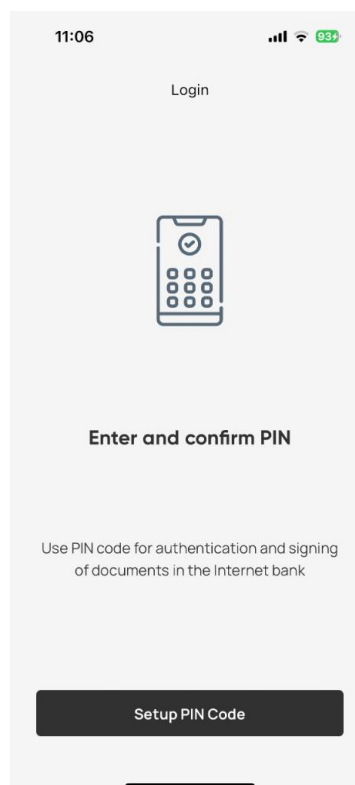 11:06
93
Login
Enter and confirm PIN
Use PIN code for authentication and signing
of documents in the Internet bank
Setup PIN Code